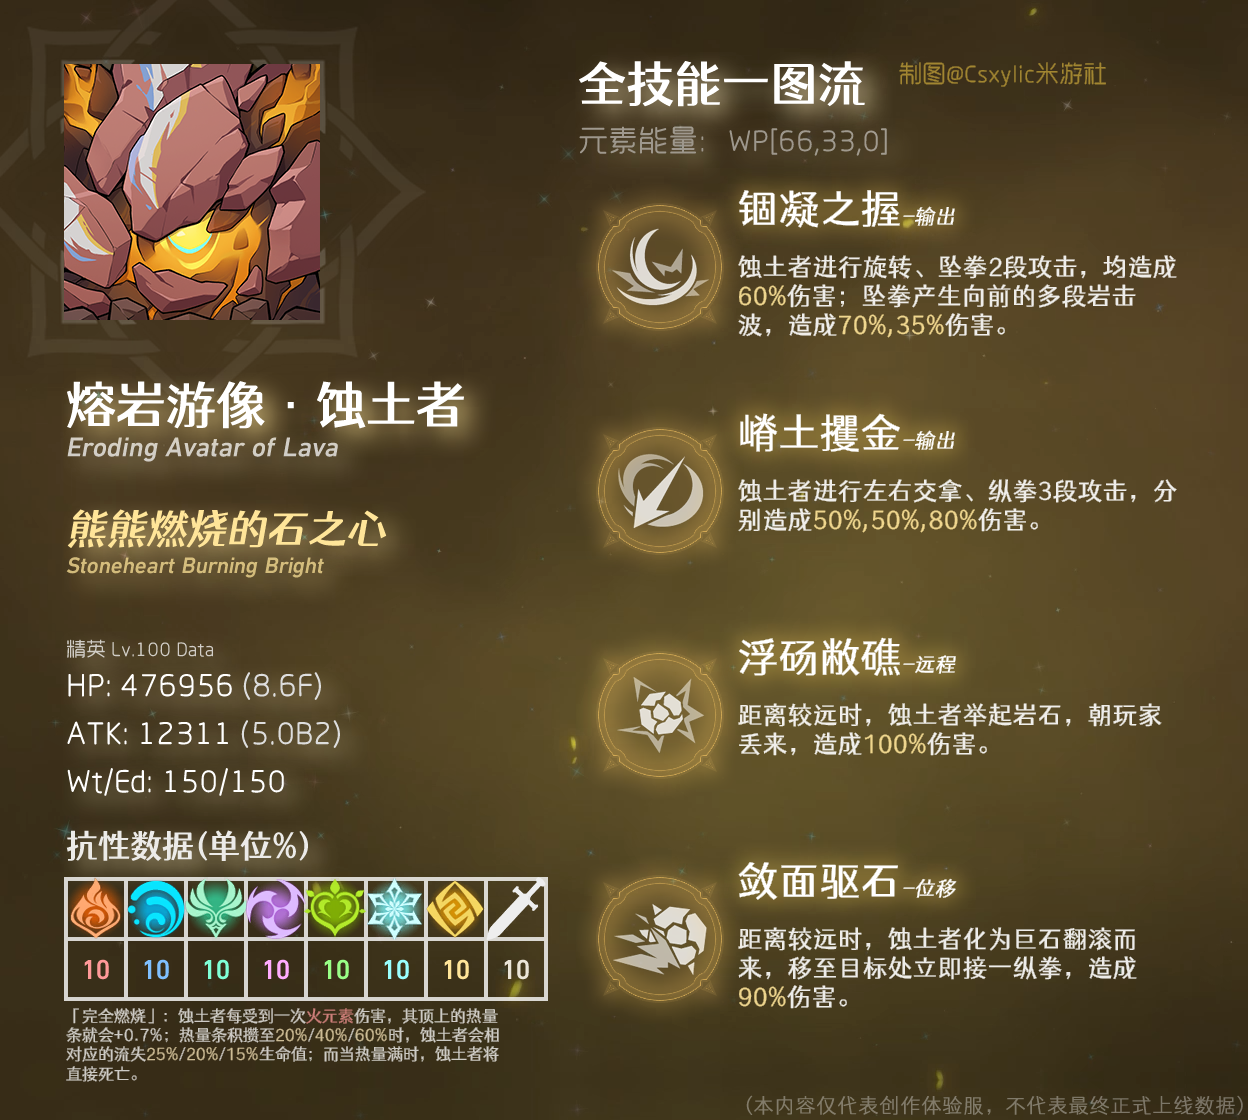 全技能一图流
制图@Csxylic米游社
元素能量： WP[66,33,0]
锢凝之握-输出
蚀土者进行旋转、坠拳2段攻击，均造成
60%伤害；坠拳产生向前的多段岩击
波，造成70%,35%伤害。
嵴土攫金-输出
蚀土者进行左右交拿、纵拳3段攻击，分
别造成50%,50%,80%伤害。
浮砀敝礁-远程
距离较远时，蚀土者举起岩石，朝玩家
丢来，造成100%伤害。
敛面驱石-位移
距离较远时，蚀土者化为巨石翻滚而
来，移至目标处立即接一纵拳，造成
90%伤害。
熔岩游像·蚀土者
Eroding Avatar of Lava
熊熊燃烧的石之心
Stoneheart Burning Bright
精英 Lv.100 Data
HP: 476956 (8.6F)
ATK: 12311 (5.0B2)
Wt/Ed: 150/150
抗性数据(单位%)
10 10 10 10 10 10 10 10
「完全燃烧」：蚀土者每受到一次火元素伤害，其顶上的热量
条就会+0.7%；热量条积攒至20%/40%/60%时，蚀土者会相
对应的流失25%/20%/15%生命值；而当热量满时，蚀土者将
直接死亡。
(本内容仅代表创作体验服，不代表最终正式上线数据)